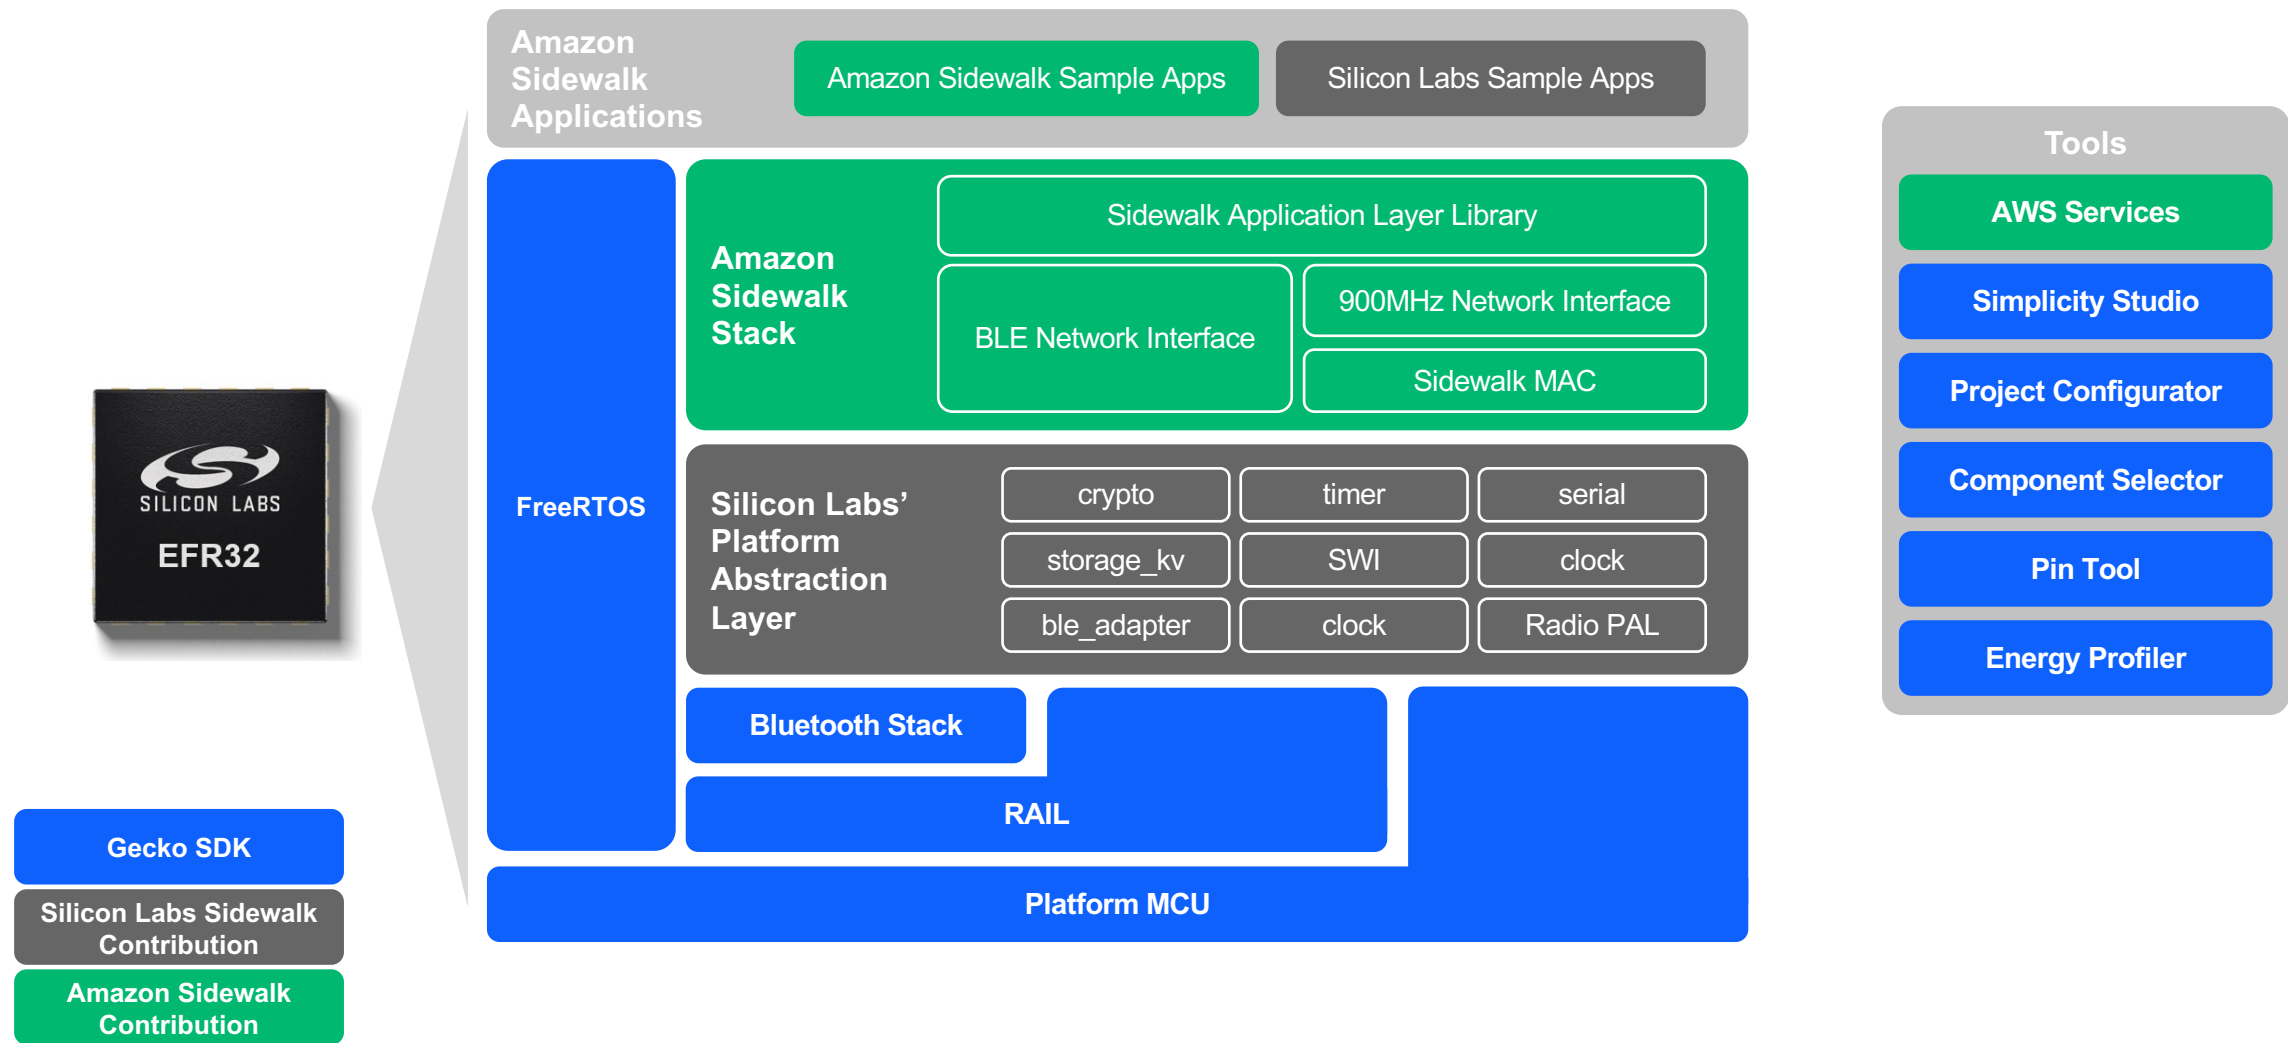 Amazon
Sidewalk
Applications
Amazon Sidewalk Sample Apps
Silicon Labs Sample Apps
FreeRTOS
Amazon
Sidewalk
Stack
Sidewalk Application Layer Library
BLE Network Interface
900MHz Network Interface
Sidewalk MAC
Silicon Labs’
Platform
Abstraction
Layer
crypto
timer
serial
storage_kv
SWI
clock
ble_adapter
clock
Radio PAL
Bluetooth Stack
RAIL
Platform MCU
Tools
AWS Services
Simplicity Studio
Project Configurator
Component Selector
Pin Tool
Energy Profiler
SILICON LABS
EFR32
Gecko SDK
Silicon Labs Sidewalk
Contribution
Amazon Sidewalk
Contribution